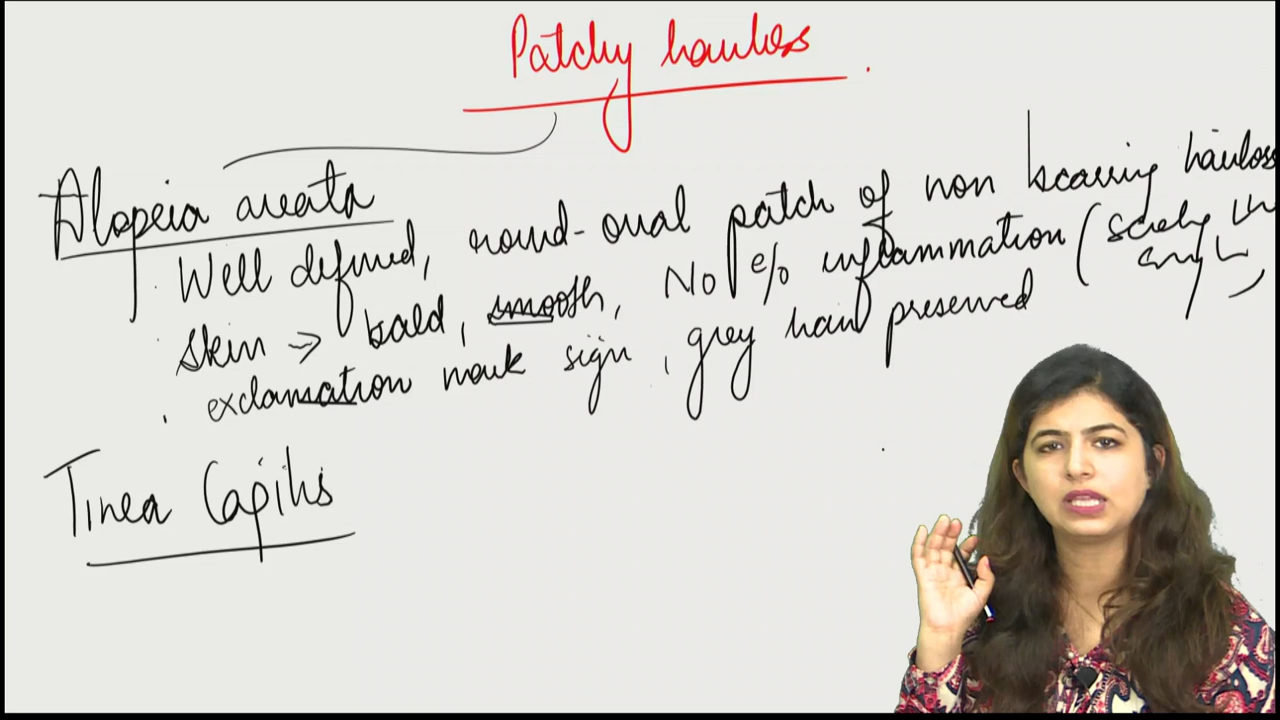 Patchy hairloss
Alopecia areata
Well defined, round-oval patch of non scarring hairloss
Skin → bald, smooth, No e/o inflammation (scaly
exclamation mark sign, grey hair preserved
Tinea Capitis